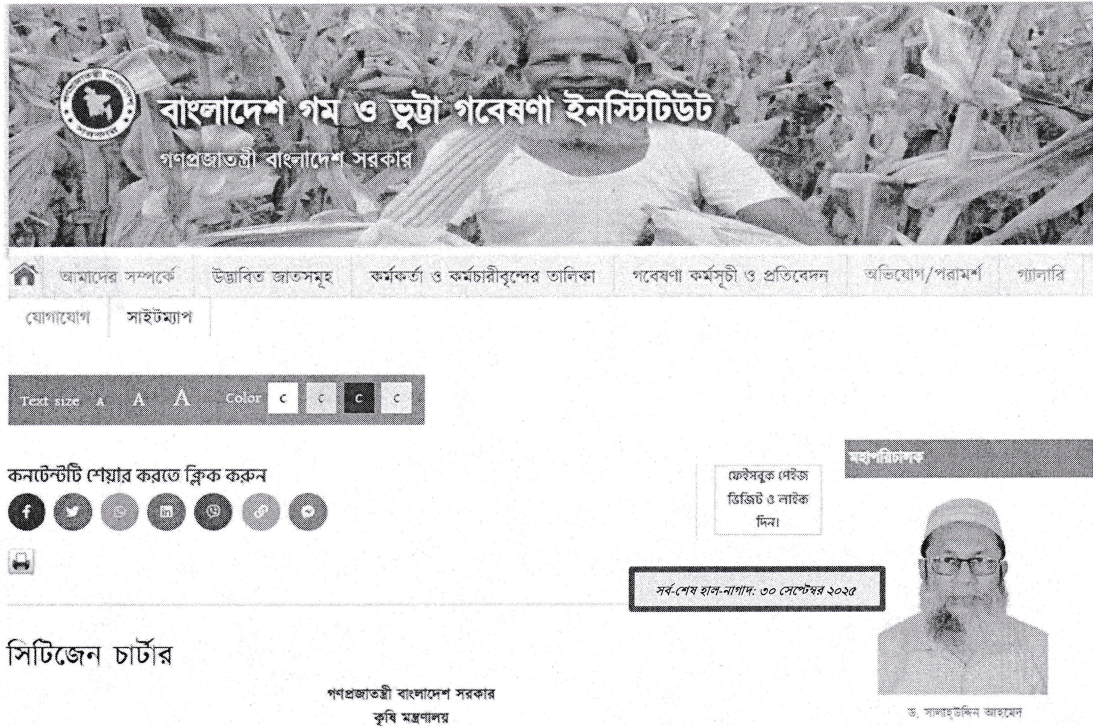 বাংলাদেশ গম ও ভুট্টা গবেষণা ইনস্টিটিউট
গণপ্রজাতন্ত্রী বাংলাদেশ সরকার
আমাদের সম্পর্কে উদ্ভাবিত জাতসমূহ কর্মকর্তা ও কর্মচারীবৃন্দের তালিকা গবেষণা কর্মসূচী ও প্রতিবেদন অভিযোগ/পরামর্শ গ্যালারি
যোগাযোগ সাইটম্যাপ
Text size A A A Color C C C C
মহাপরিচালক
কনটেন্টটি শেয়ার করতে ক্লিক করুন
ফেইসবুক পেইজ
ভিজিট ও লাইক
দিন।
সর্ব-শেষ হাল-নাগাদ: ৩০ সেপ্টেম্বর ২০২৫
সিটিজেন চার্টার
গণপ্রজাতন্ত্রী বাংলাদেশ সরকার
কৃষি মন্ত্রণালয়
ড. সালাহ্উদ্দিন আহমেদ